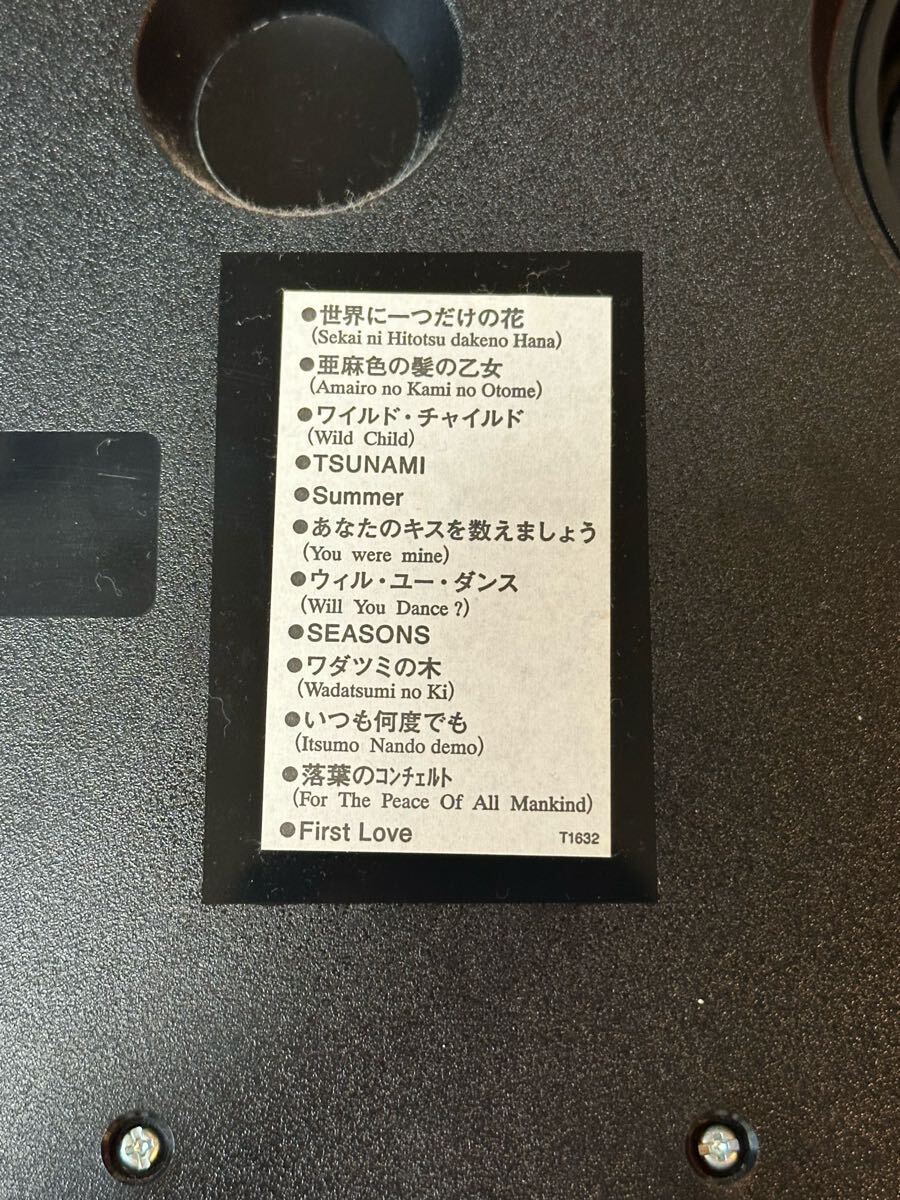 ●世界に一つだけの花
(Sekai ni Hitotsu dakeno Hana)
●亜麻色の髪の乙女
(Amairo no Kami no Otome)
●ワイルド・チャイルド
(Wild Child)
●TSUNAMI
●Summer
●あなたのキスを数えましょう
(You were mine)
●ウィル・ユー・ダンス
(Will You Dance?)
●SEASONS
●ワダツミの木
(Wadatsumi no Ki)
●いつも何度でも
(Itsumo Nando demo)
●落葉のコンチェルト
(For The Peace Of All Mankind)
●First Love T1632